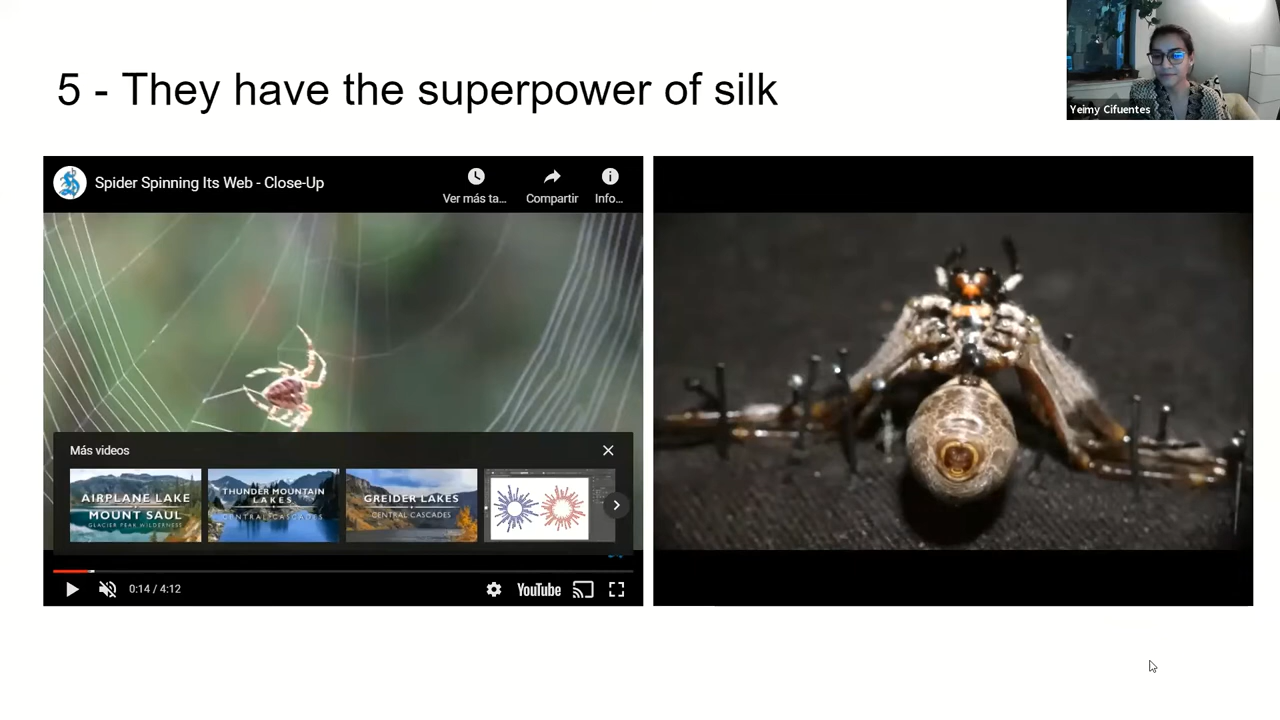 5 - They have the superpower of silk
Yeimy Cifuentes
Spider Spinning Its Web - Close-Up
Ver más ta...
Compartir
Info...
Más videos
AIRPLANE LAKE
MOUNT SAUL
GLACIER PEAK WILDERNESS
THUNDER MOUNTAIN
LAKES
CENTRAL CASCADES
GREIDER LAKES
CENTRAL CASCADES
0:14 / 4:12
YouTube